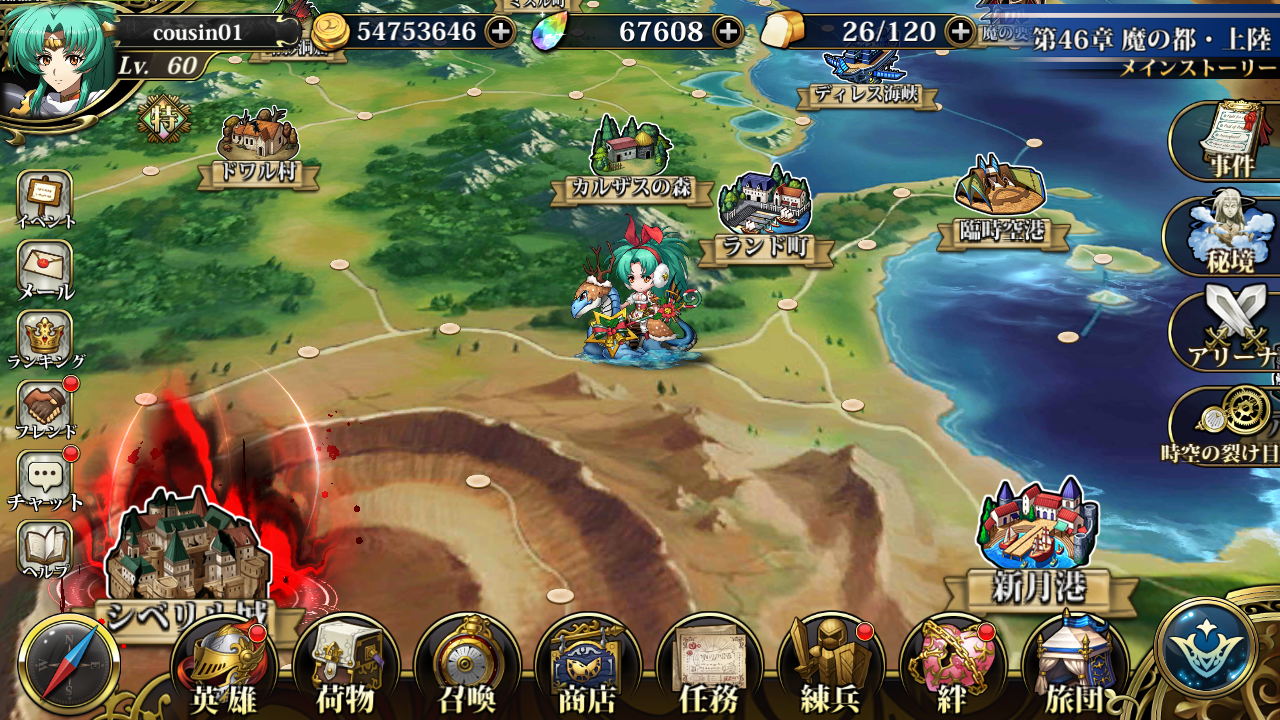 cousin01
54753646
67608
26/120
第46章 魔の都・上陸
メインストーリー
Lv. 60
特
ドワル村
カルザスの森
ランド町
ディレス海峡
臨時空港
新月港
イベント
メール
ランキング
フレンド
チャット
ヘルプ
事件
秘境
アリーナ
時空の裂け目
英雄
荷物
召喚
商店
任務
練兵
絆
旅団